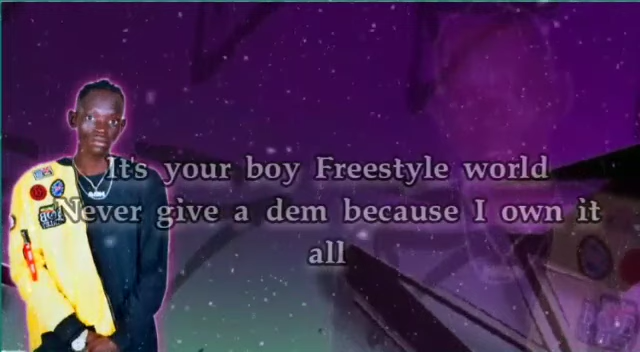 It's your boy Freestyle world
Never give a dem because I own it
all